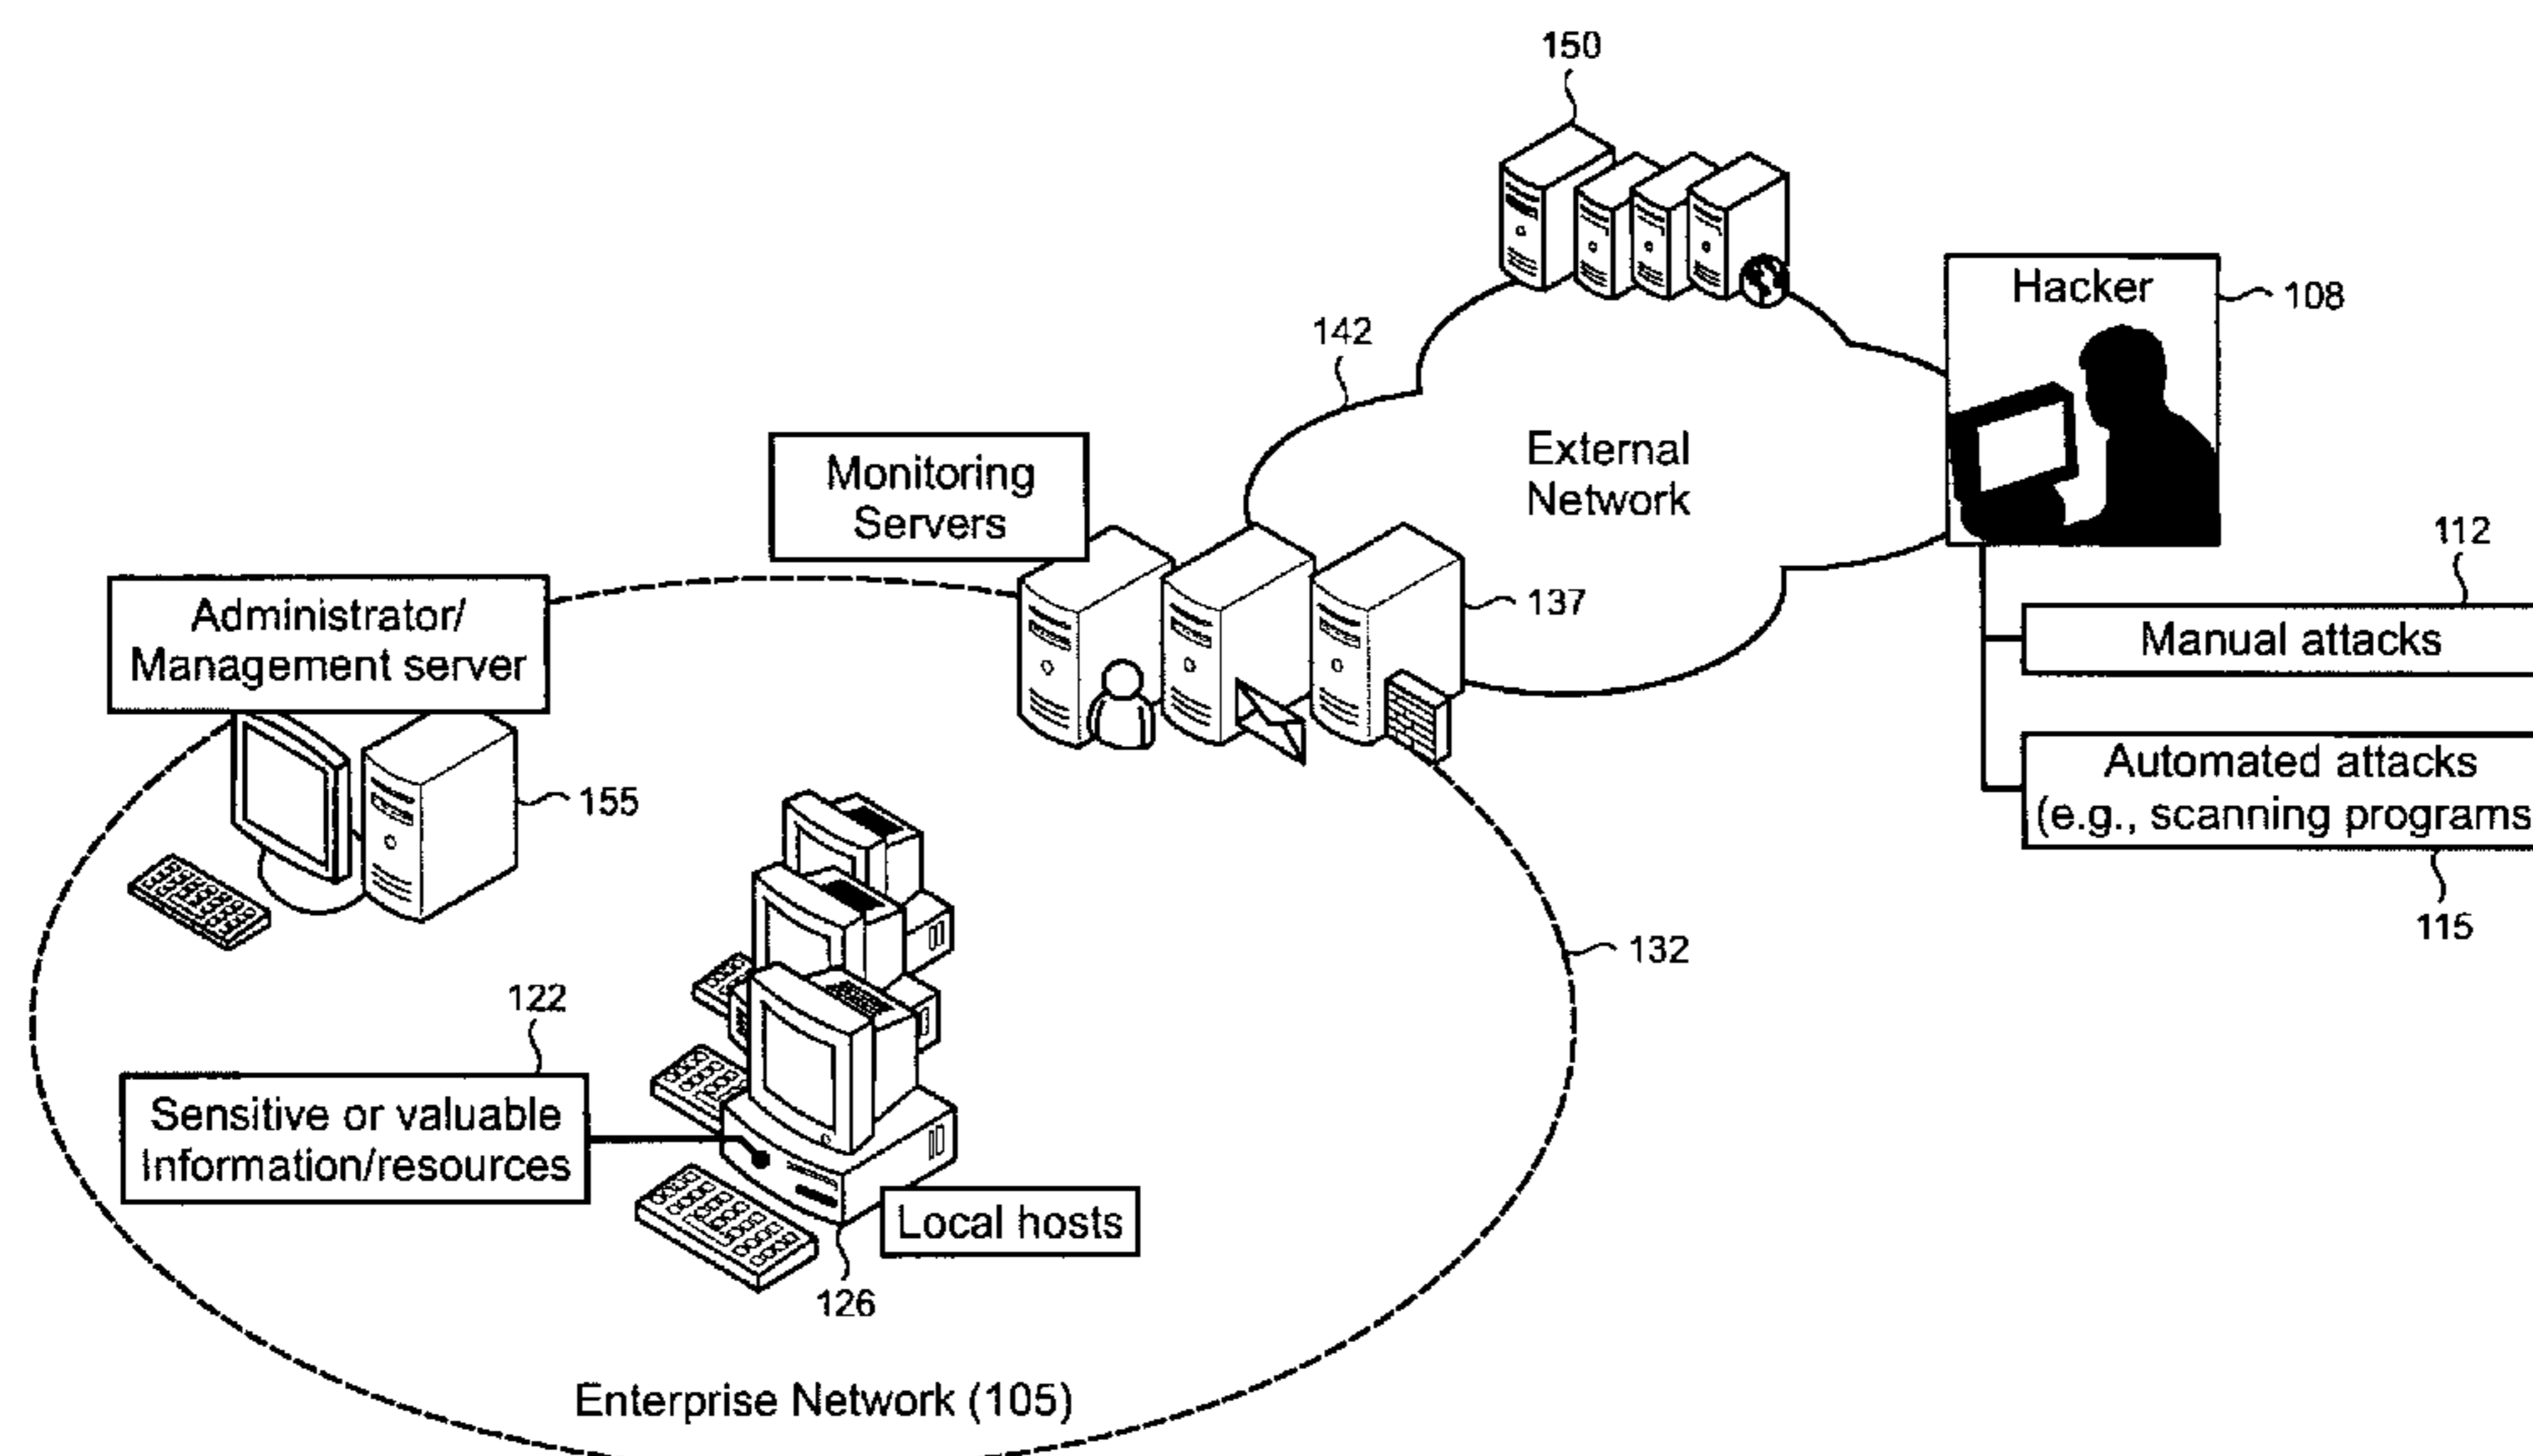 150
Hacker
108
142
External
Network
Monitoring
Servers
112
137
Manual attacks
Administrator/
Management server
Automated attacks
(e.g., scanning programs
155
115
132
122
Sensitive or valuable
Information/resources
Local hosts
126
Enterprise Network (105)